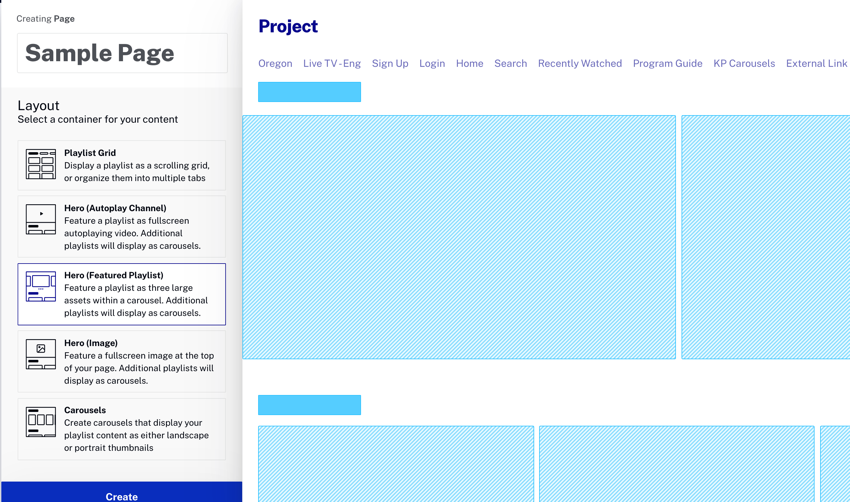 Creating Page
Sample Page
Layout
Select a container for your content
Playlist Grid
Display a playlist as a scrolling grid,
or organize them into multiple tabs
Hero (Autoplay Channel)
Feature a playlist as fullscreen
autoplaying video. Additional
playlists will display as carousels.
Hero (Featured Playlist)
Feature a playlist as three large
assets within a carousel. Additional
playlists will display as carousels.
Hero (Image)
Feature a fullscreen image at the top
of your page. Additional playlists will
display as carousels.
Carousels
Create carousels that display your
playlist content as either landscape
or portrait thumbnails
Create
Project
Oregon Live TV - Eng Sign Up Login Home Search Recently Watched Program Guide KP Carousels External Link